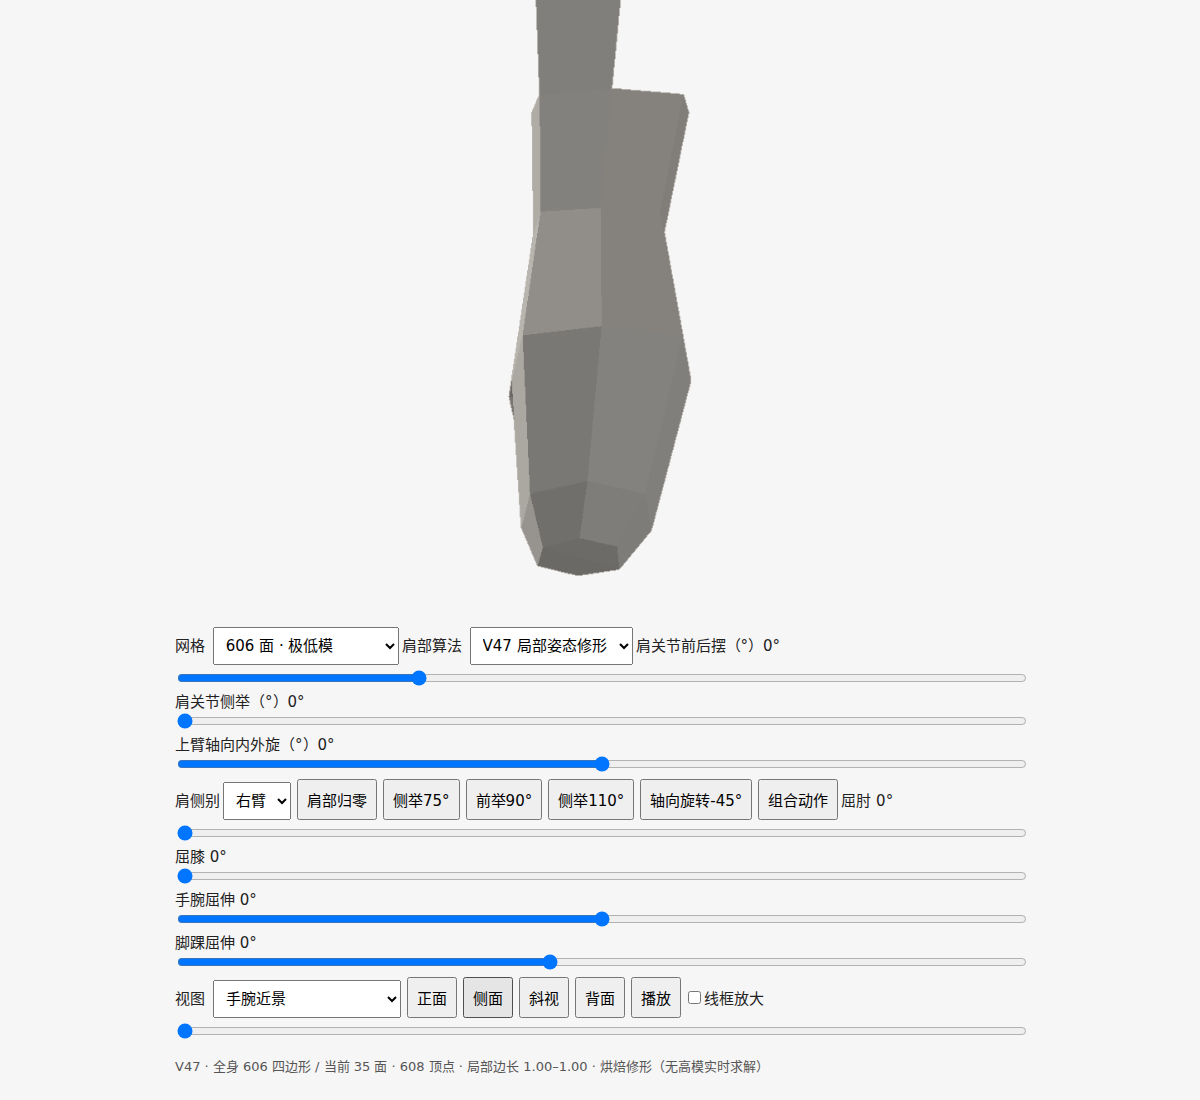 网格 606 面 · 极低模 肩部算法 V47 局部姿态修形 肩关节前后摆（°）0°
肩关节侧举（°）0°
上臂轴向内外旋（°）0°
肩侧别 右臂 肩部归零 侧举75° 前举90° 侧举110° 轴向旋转-45° 组合动作 屈肘 0°
屈膝 0°
手腕屈伸 0°
脚踝屈伸 0°
视图 手腕近景 正面 侧面 斜视 背面 播放 线框放大
V47 · 全身 606 四边形 / 当前 35 面 · 608 顶点 · 局部边长 1.00–1.00 · 烘焙修形（无高模实时求解）